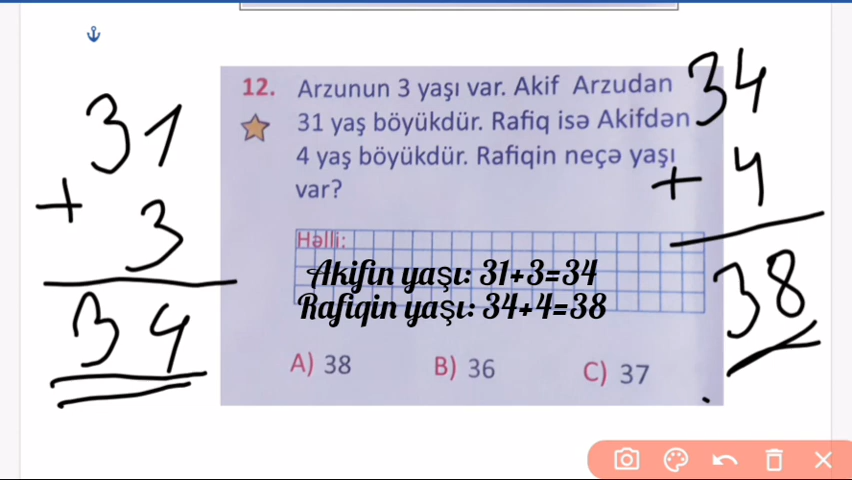 12. Arzunun 3 yaşı var. Akif Arzudan
31 yaş böyükdür. Rafiq isə Akifdən
4 yaş böyükdür. Rafiqin neçə yaşı
var?
Həlli:
Akifin yaşı: 31+3=34
Rafiqin yaşı: 34+4=38
A) 38 B) 36 C) 37
31
+ 3
34
34
+ 4
38